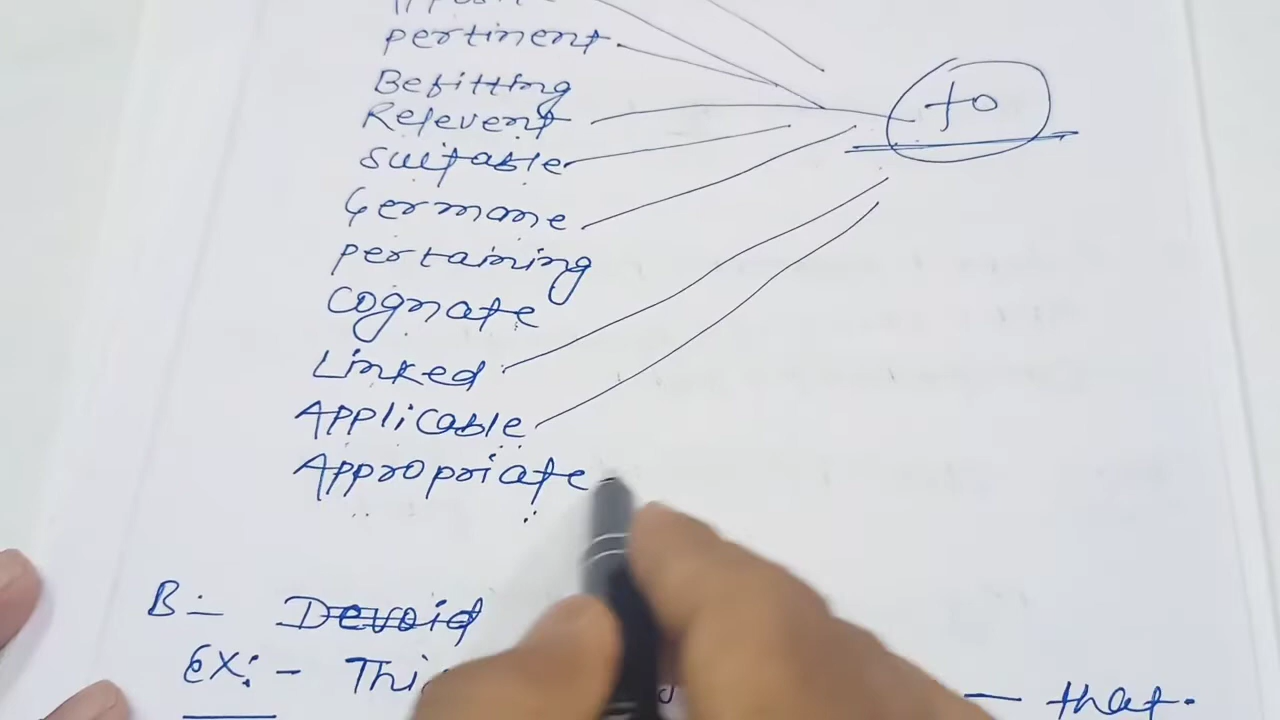 pertinent
Befitting
Relevent
to
Suitable
Germane
pertaining
Cognate
Linked
Applicable
Appropriate
B:- Devoid
EX:- Thi
that.